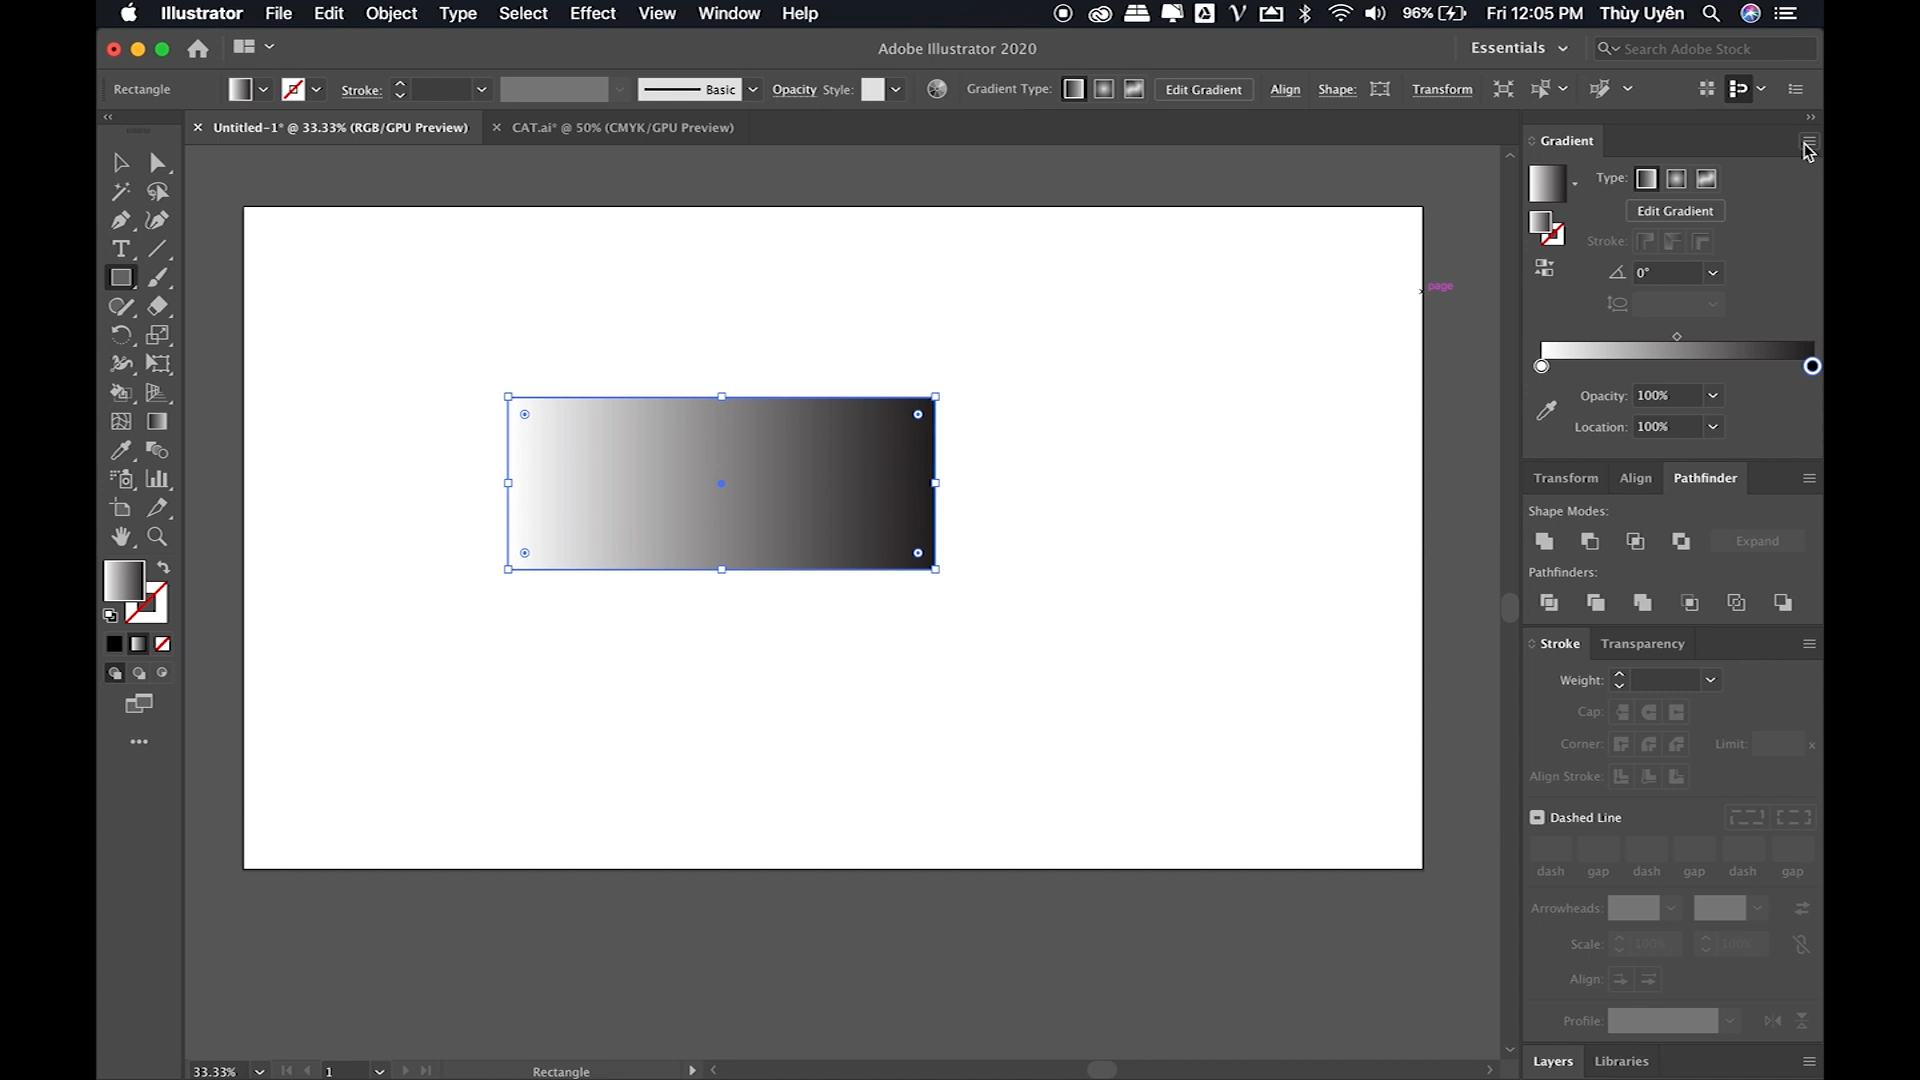 Illustrator File Edit Object Type Select Effect View Window Help 96% Fri 12:05 PM Thùy Uyên
Adobe Illustrator 2020 Essentials Search Adobe Stock
Rectangle Stroke: Basic Opacity Style: Gradient Type: Edit Gradient Align Shape: Transform
Untitled-1* @ 33.33% (RGB/GPU Preview) CAT.ai* @ 50% (CMYK/GPU Preview)
Gradient
Type:
Edit Gradient
Stroke:
0°
page
Opacity: 100%
Location: 100%
Transform Align Pathfinder
Shape Modes:
Expand
Pathfinders:
Stroke Transparency
Weight:
Cap:
Corner: Limit: x
Align Stroke:
Dashed Line
dash gap dash gap dash gap
Arrowheads:
Scale: 100% 100%
Align:
Profile:
Layers Libraries
33.33% 1 Rectangle